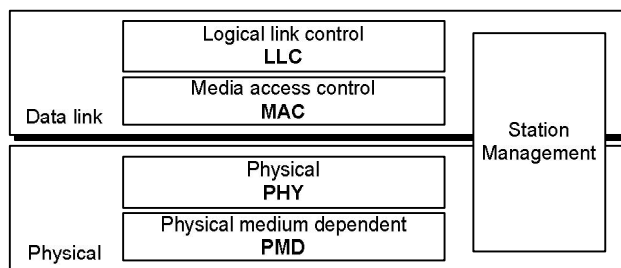 Logical link control
LLC
Media access control
MAC
Data link
Station
Management
Physical
PHY
Physical medium dependent
PMD
Physical